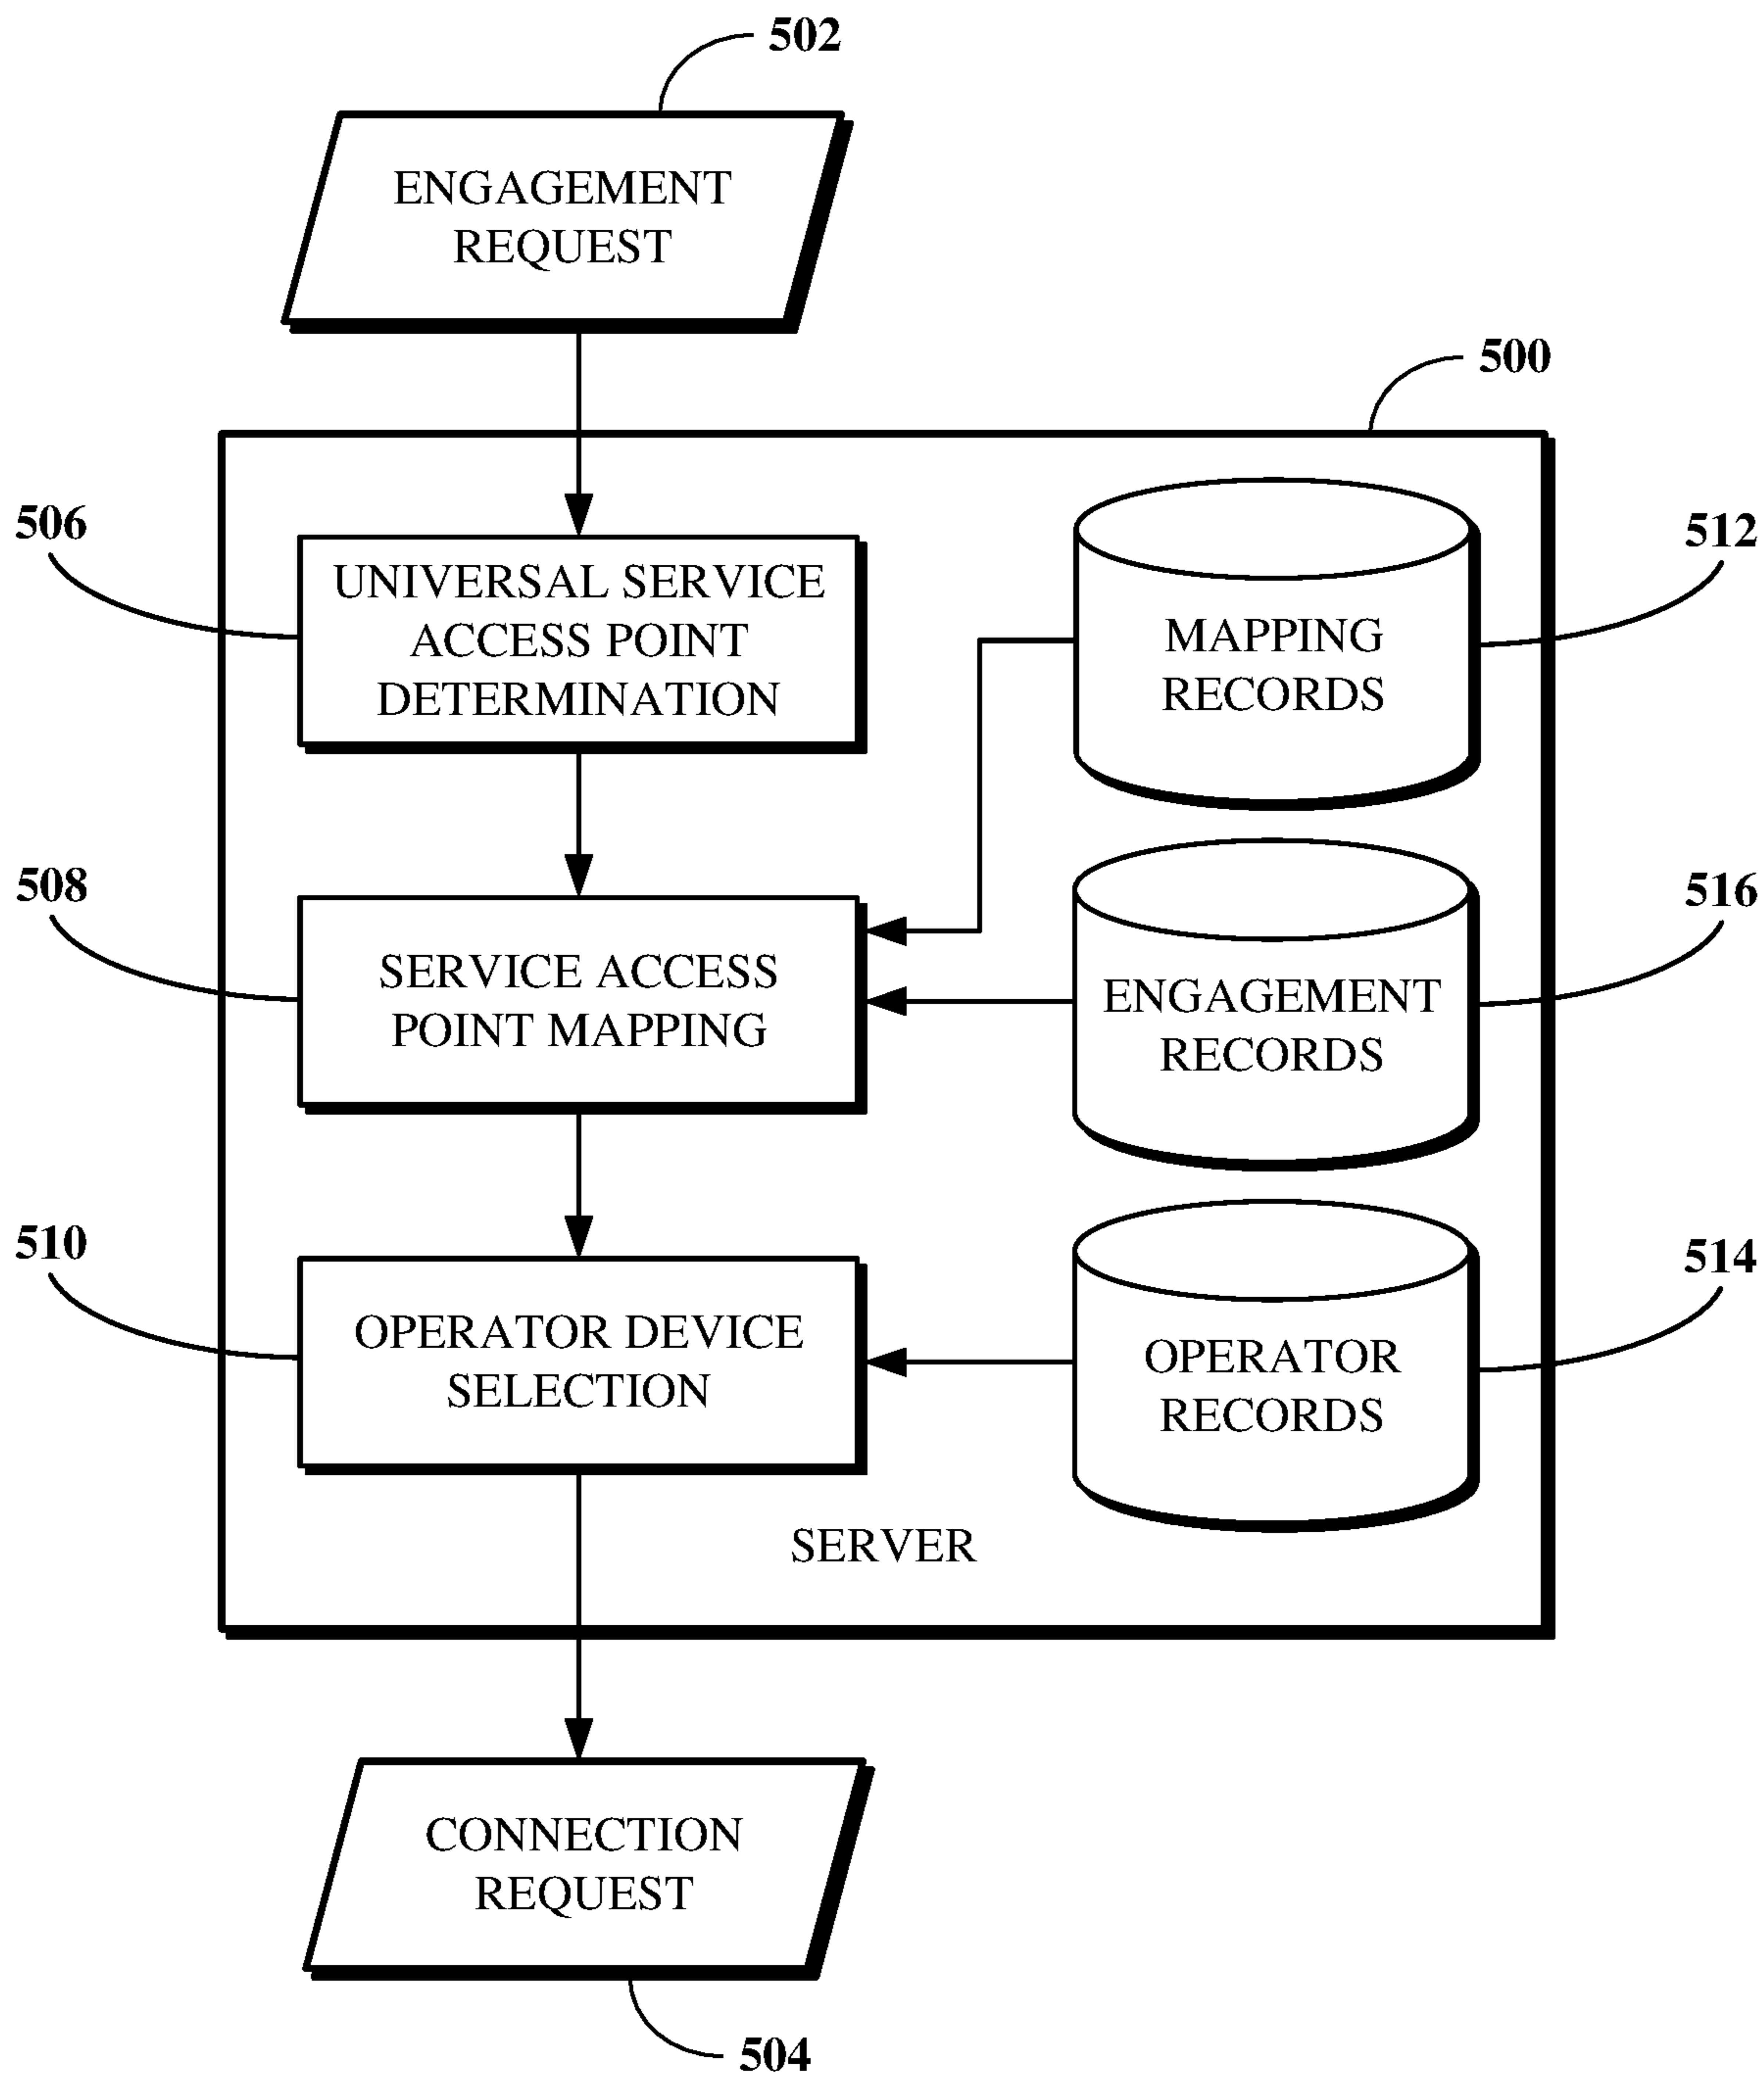 502
ENGAGEMENT
REQUEST
500
506
UNIVERSAL SERVICE
ACCESS POINT
DETERMINATION
512
MAPPING
RECORDS
508
SERVICE ACCESS
POINT MAPPING
516
ENGAGEMENT
RECORDS
510
OPERATOR DEVICE
SELECTION
514
OPERATOR
RECORDS
SERVER
CONNECTION
REQUEST
504